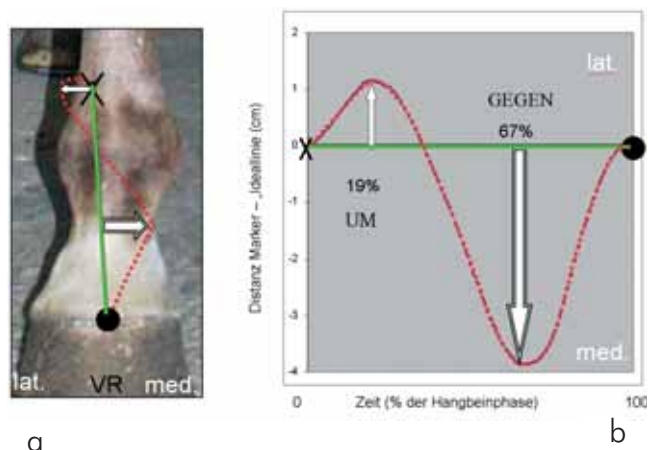 lat.
VR
med.
a
Distanz Marker – „Ideallinie (cm)
2
1
0
-1
-2
-3
-4
lat.
GEGEN
67%
19%
UM
med.
0
Zeit (% der Hangbeinphase)
100
b